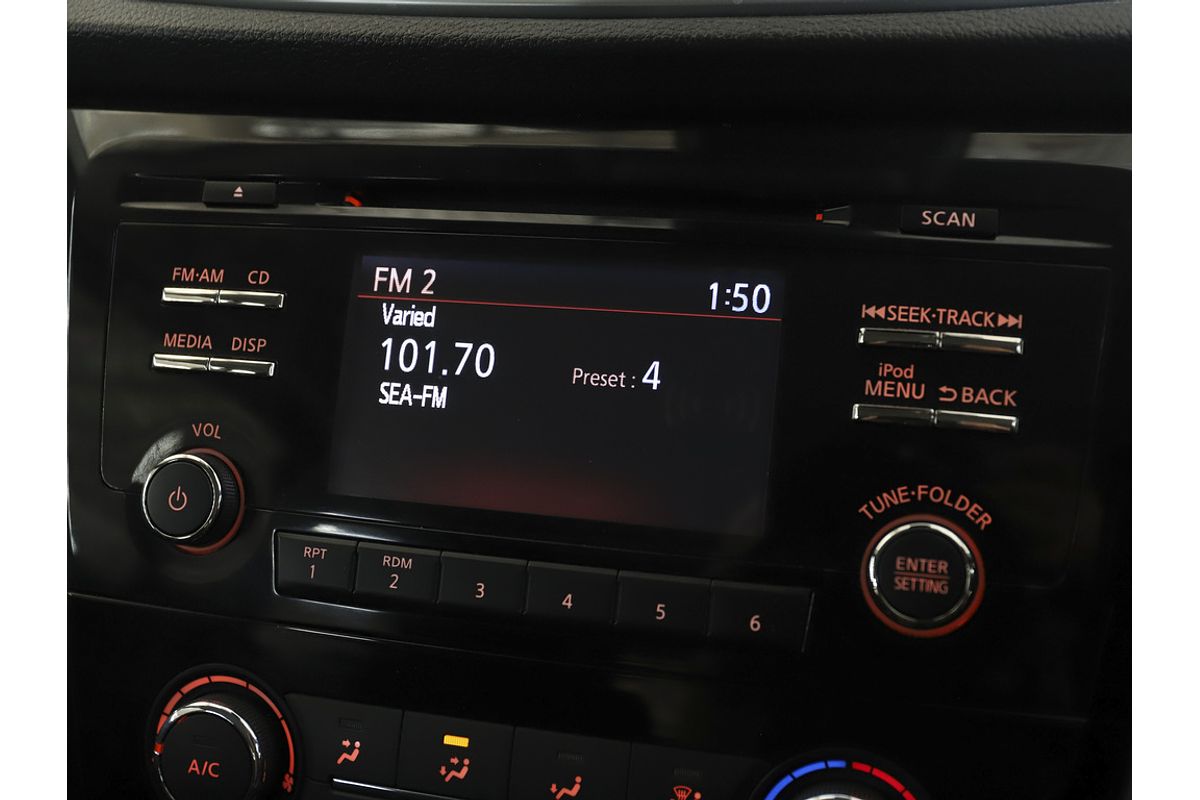 SCAN
FM·AM CD
MEDIA DISP
VOL
FM 2 1:50
Varied
101.70
Preset: 4
SEA-FM
SEEK·TRACK
iPod
MENU BACK
TUNE·FOLDER
ENTER
SETTING
RPT RDM
1 2 3 4 5 6
A/C